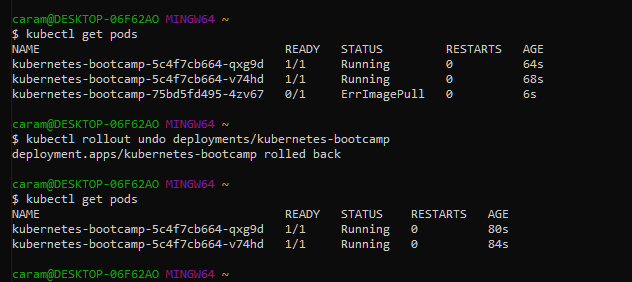 caram@DESKTOP-06F62AO MINGW64 ~
$ kubectl get pods
NAME READY STATUS RESTARTS AGE
kubernetes-bootcamp-5c4f7cb664-qxg9d 1/1 Running 0 64s
kubernetes-bootcamp-5c4f7cb664-v74hd 1/1 Running 0 68s
kubernetes-bootcamp-75bd5fd495-4zv67 0/1 ErrImagePull 0 6s
caram@DESKTOP-06F62AO MINGW64 ~
$ kubectl rollout undo deployments/kubernetes-bootcamp
deployment.apps/kubernetes-bootcamp rolled back
caram@DESKTOP-06F62AO MINGW64 ~
$ kubectl get pods
NAME READY STATUS RESTARTS AGE
kubernetes-bootcamp-5c4f7cb664-qxg9d 1/1 Running 0 80s
kubernetes-bootcamp-5c4f7cb664-v74hd 1/1 Running 0 84s
caram@DESKTOP-06F62AO MINGW64 ~